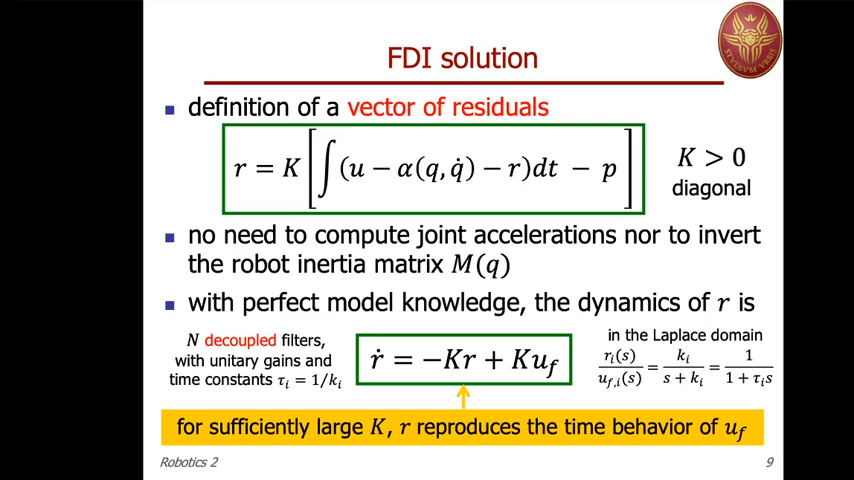 FDI solution
STVDIVM VRBIS
definition of a vector of residuals
r = K [ ∫ (u − α(q, q̇) − r)dt − p ]
K > 0
diagonal
no need to compute joint accelerations nor to invert
the robot inertia matrix M(q)
with perfect model knowledge, the dynamics of r is
N decoupled filters,
with unitary gains and
time constants τᵢ = 1/kᵢ
ṙ = −Kr + Ku_f
in the Laplace domain
rᵢ(s)/u_f,ᵢ(s) = kᵢ/(s + kᵢ) = 1/(1 + τᵢs)
for sufficiently large K, r reproduces the time behavior of u_f
Robotics 2
9